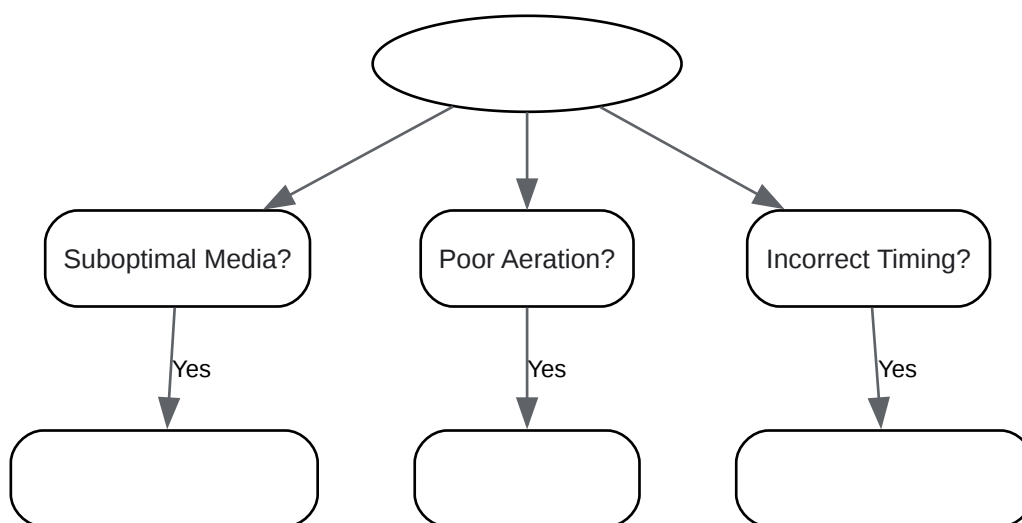 Suboptimal Media?
Poor Aeration?
Incorrect Timing?
Yes
Yes
Yes